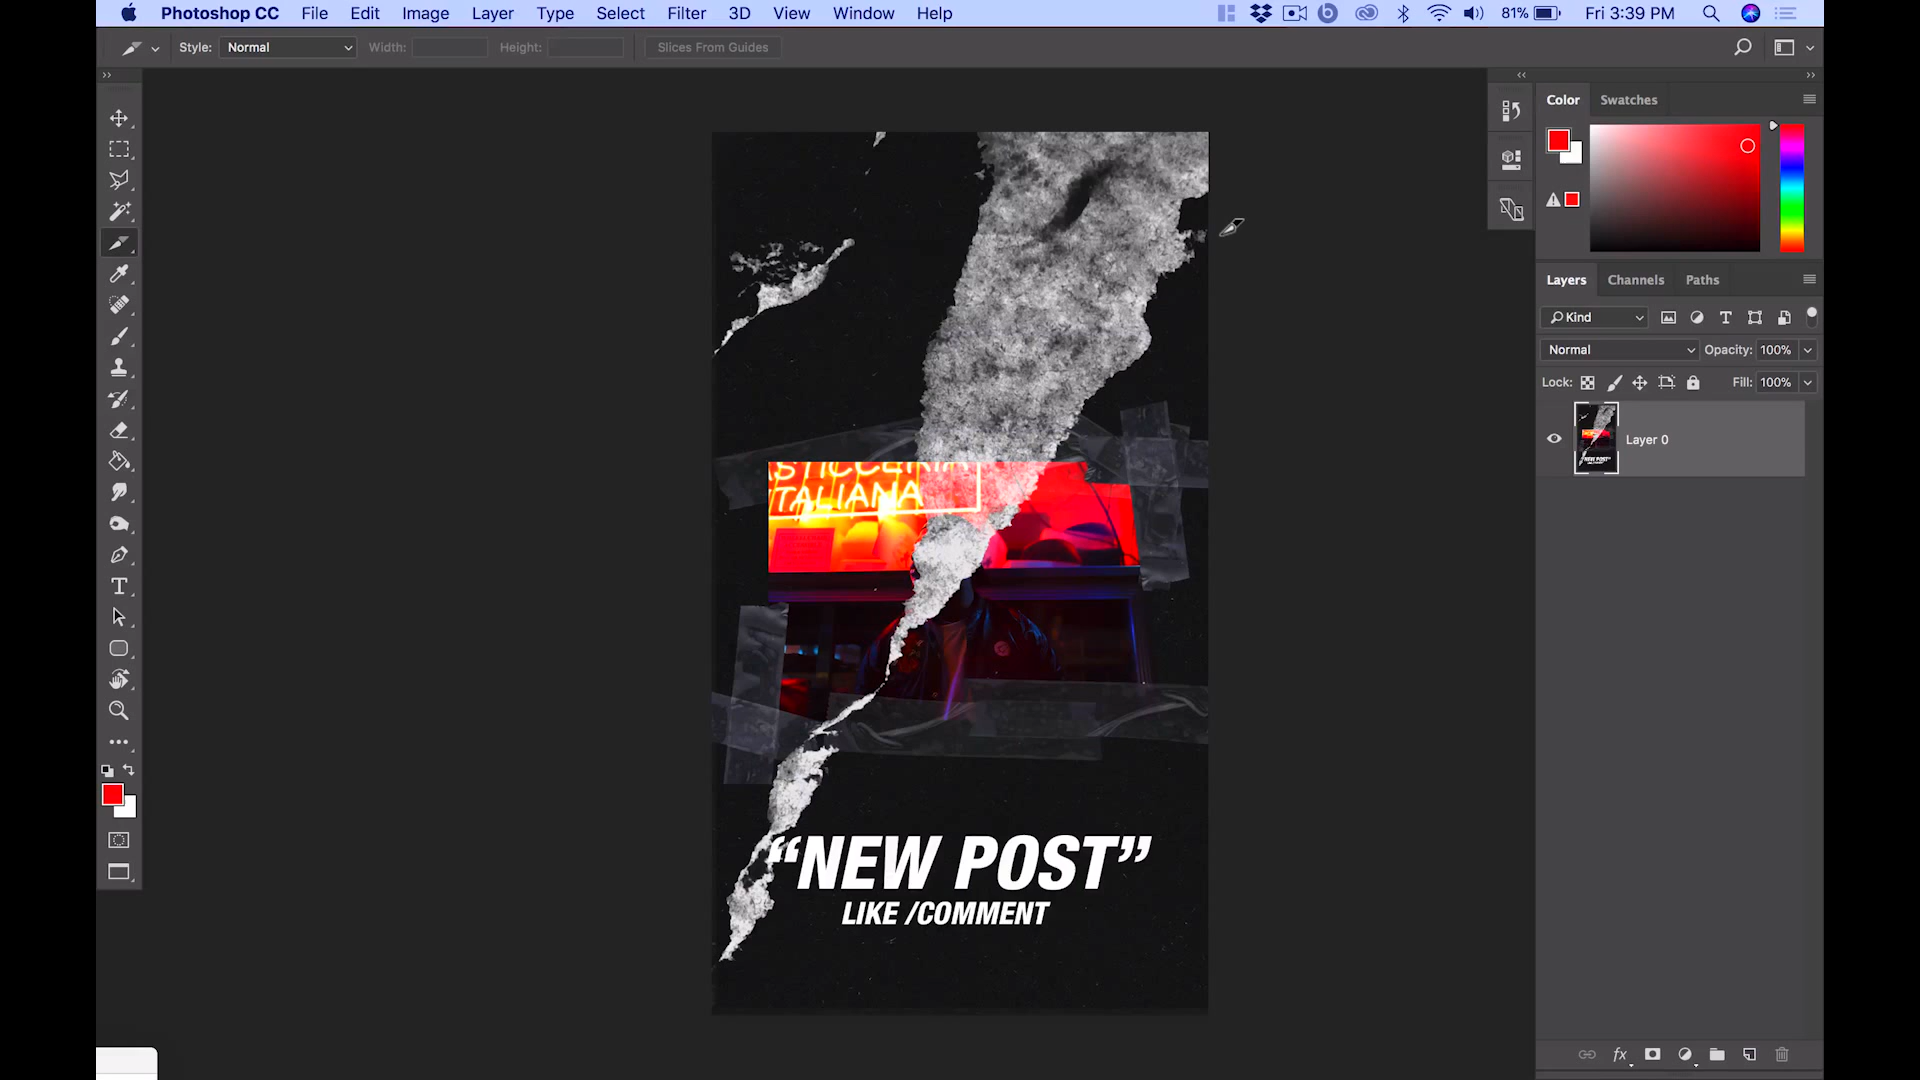 Photoshop CC File Edit Image Layer Type Select Filter 3D View Window Help 81% Fri 3:39 PM
Style: Normal Width: Height: Slices From Guides
Color Swatches
Layers Channels Paths
Kind
Normal Opacity: 100%
Lock: Fill: 100%
Layer 0
ITALIANA
“NEW POST”
LIKE /COMMENT
fx